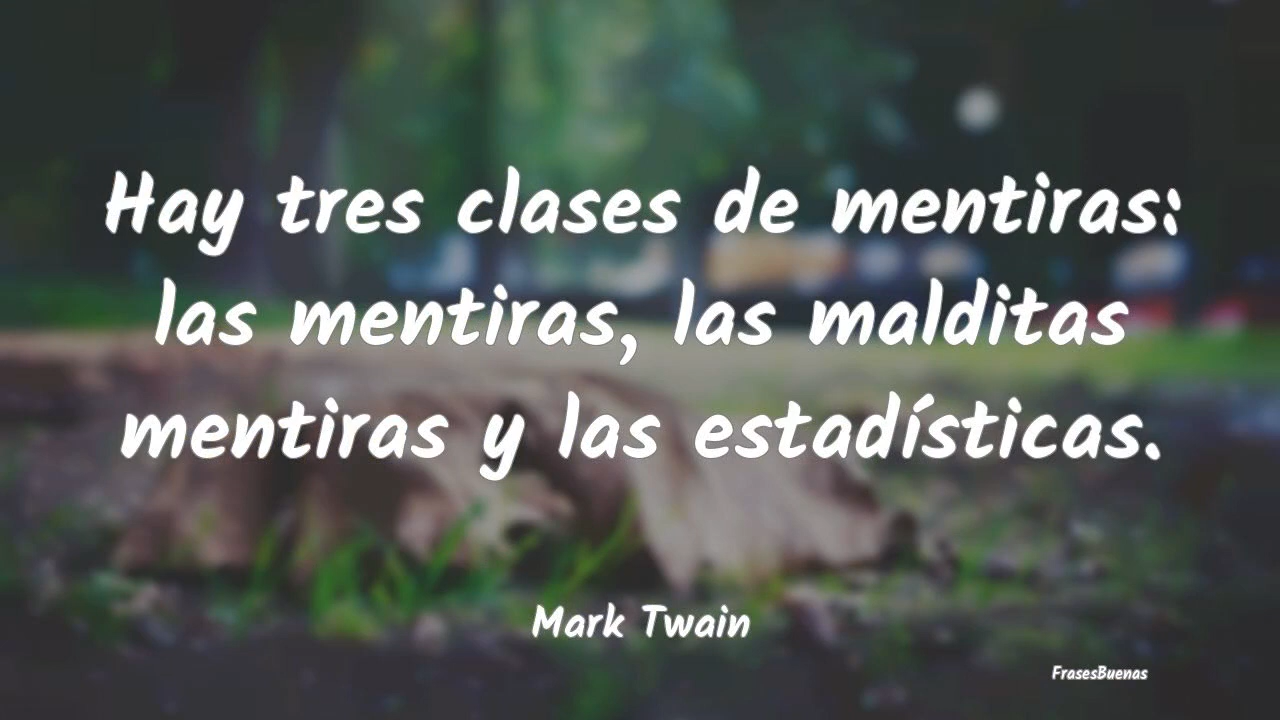 Hay tres clases de mentiras:
las mentiras, las malditas
mentiras y las estadísticas.
Mark Twain
FrasesBuenas